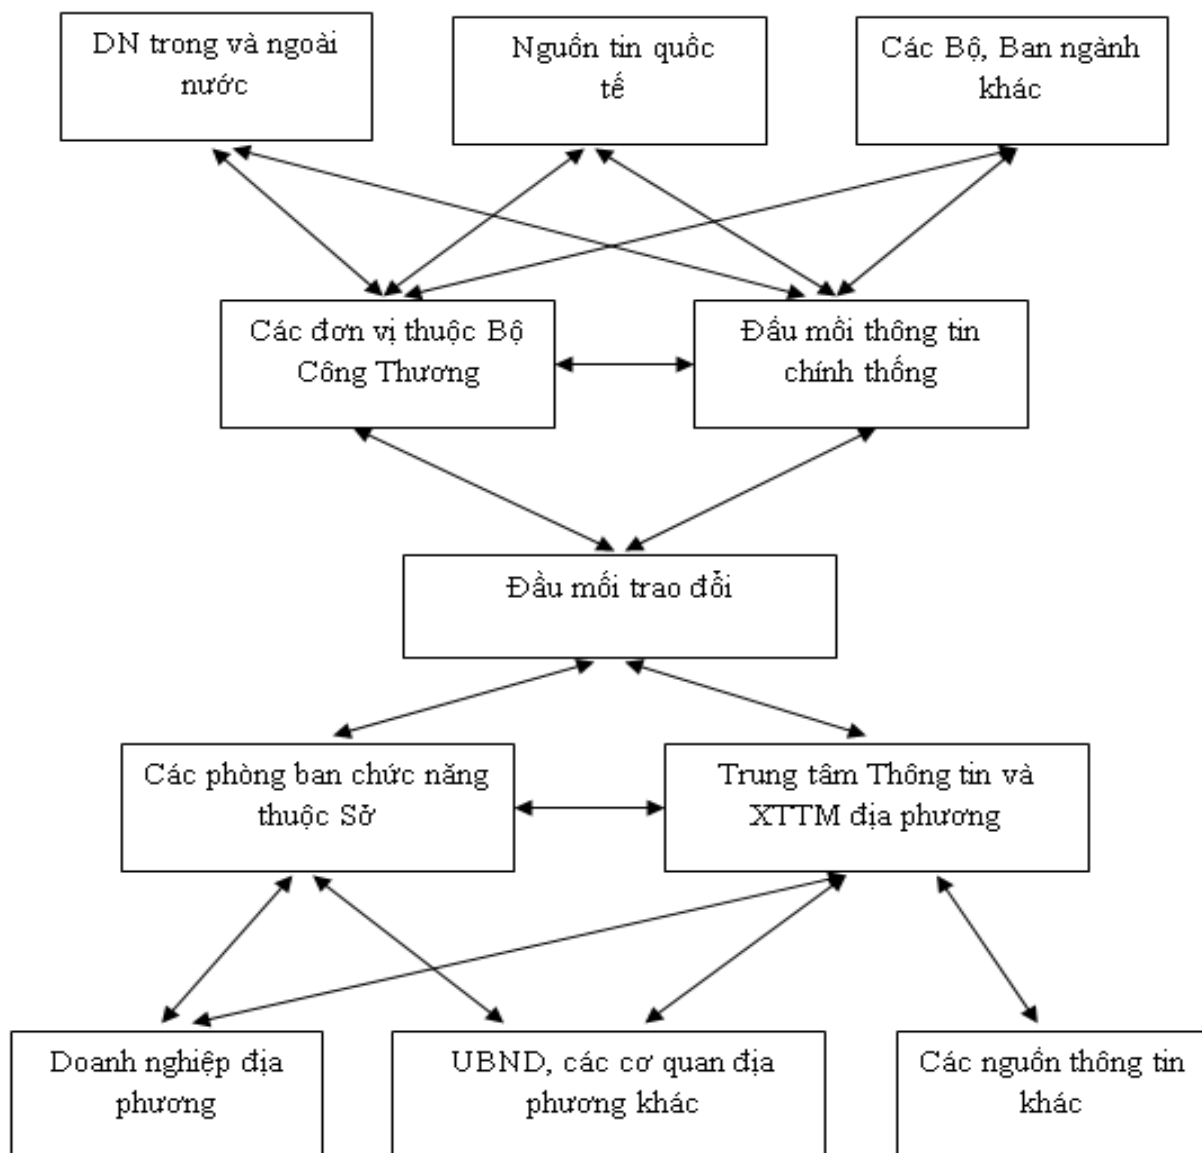 DN trong và ngoài
nước
Nguồn tin quốc
tế
Các Bộ, Ban ngành
khác
Các đơn vị thuộc Bộ
Công Thương
Đầu mối thông tin
chính thống
Đầu mối trao đổi
Các phòng ban chức năng
thuộc Sở
Trung tâm Thông tin và
XTTM địa phương
Doanh nghiệp địa
phương
UBND, các cơ quan địa
phương khác
Các nguồn thông tin
khác